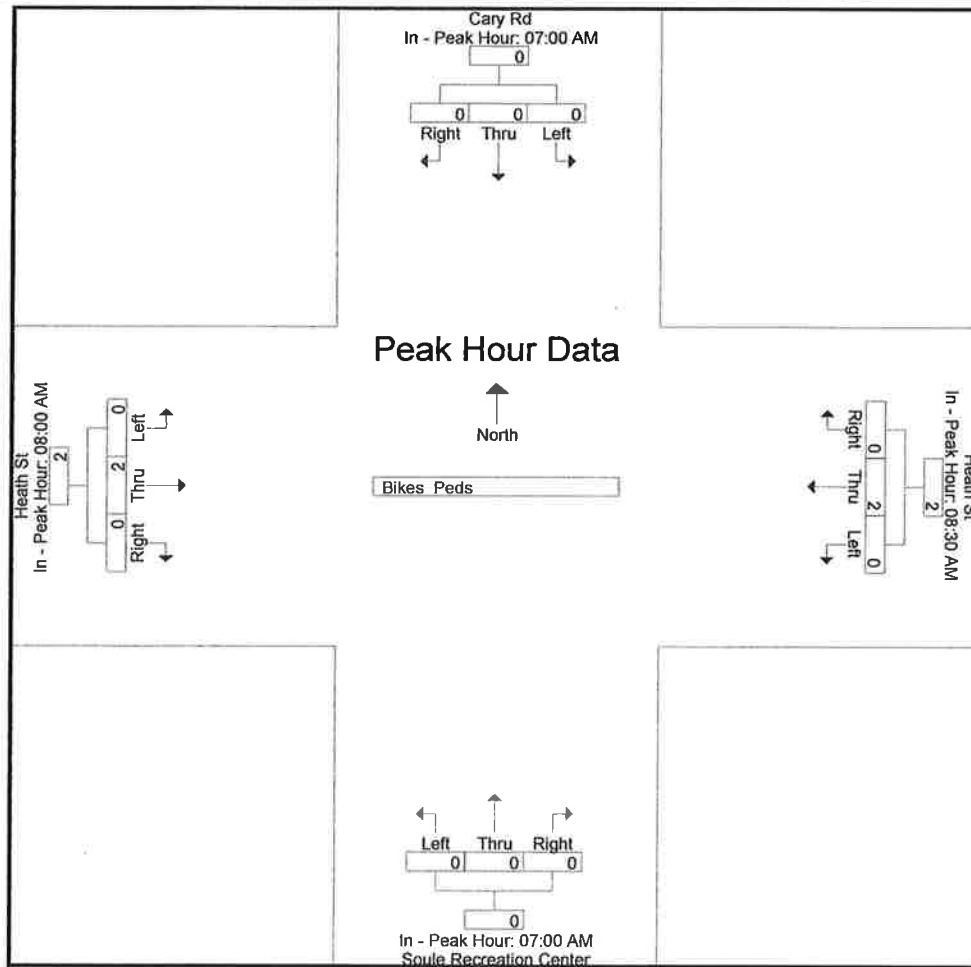 Cary Rd
In - Peak Hour: 07:00 AM
0
0 0 0
Right Thru Left
Peak Hour Data
North
Bikes Peds
Heath St
In - Peak Hour: 08:00 AM
2
0 2 0
Left Thru Right
Heath St
In - Peak Hour: 08:30 AM
2
0 2 0
Right Thru Left
Left Thru Right
0 0 0
0
In - Peak Hour: 07:00 AM
Soule Recreation Center